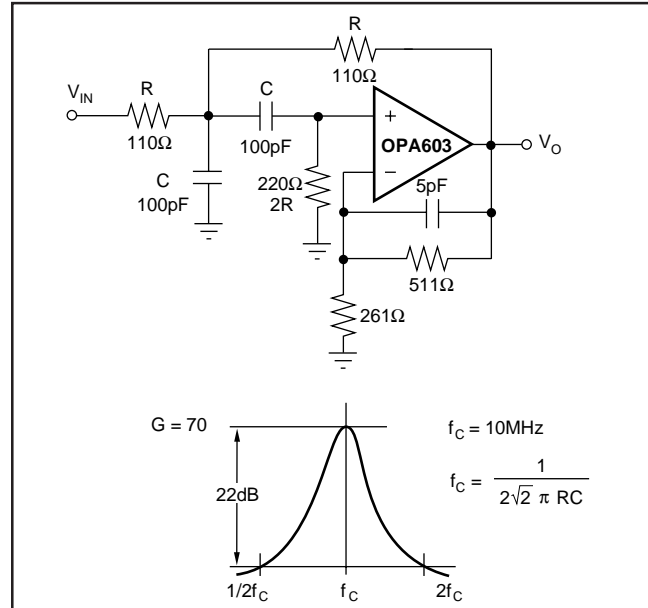 R
110Ω
V_IN
R
110Ω
C
100pF
C
100pF
220Ω
2R
+
OPA603
−
V_O
5pF
511Ω
261Ω
G = 70
22dB
f_C = 10MHz
f_C = 1 / 2√2 π RC
1/2f_C
f_C
2f_C